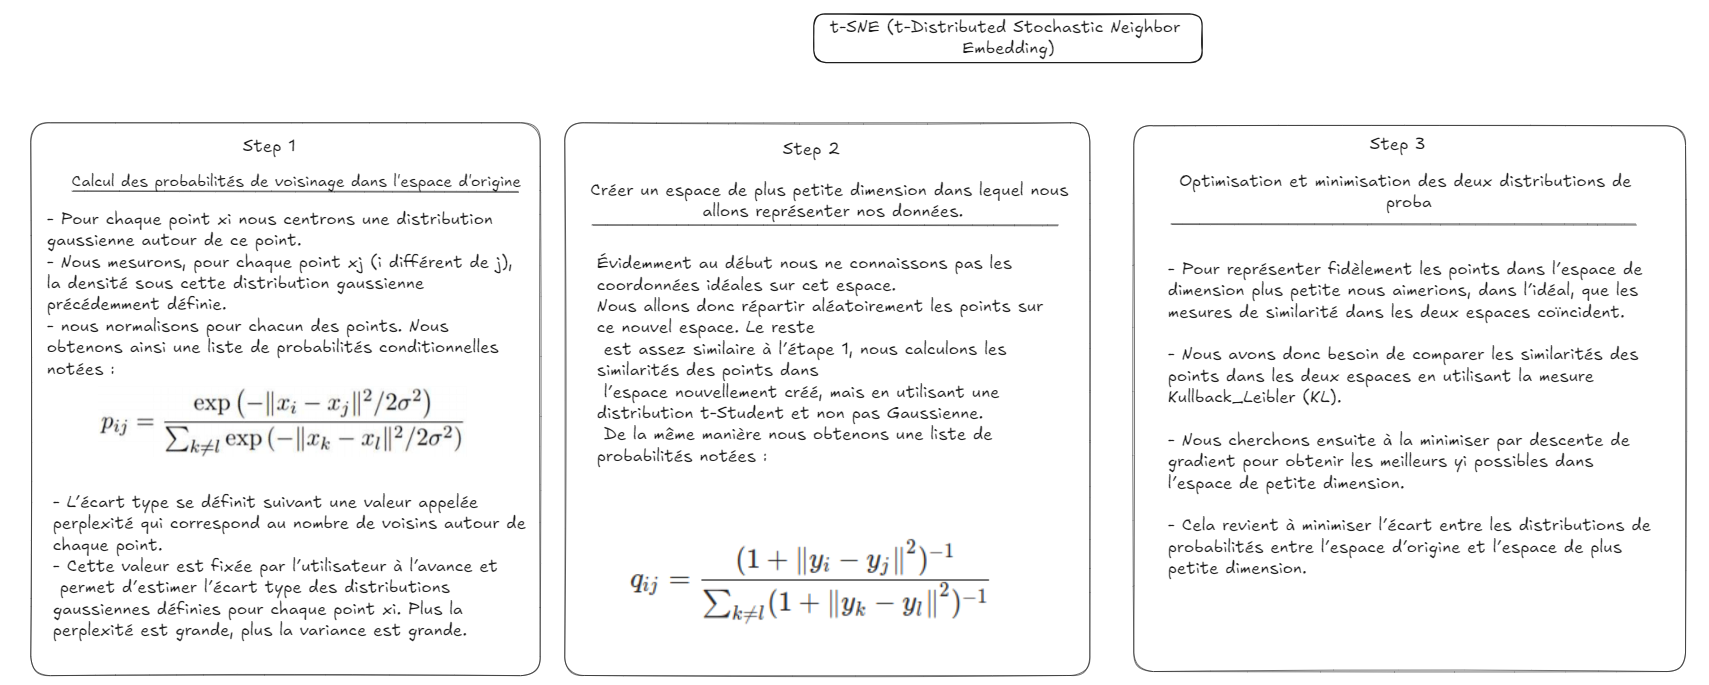 t-SNE (t-Distributed Stochastic Neighbor
Embedding)
Step 1
Calcul des probabilités de voisinage dans l'espace d'origine
- Pour chaque point xi nous centrons une distribution
gaussienne autour de ce point.
- Nous mesurons, pour chaque point xj (i différent de j),
la densité sous cette distribution gaussienne
précédemment définie.
- nous normalisons pour chacun des points. Nous
obtenons ainsi une liste de probabilités conditionnelles
notées :
p_{ij} = \frac{\exp(-\|x_i - x_j\|^2/2\sigma^2)}{\sum_{k \neq l} \exp(-\|x_k - x_l\|^2/2\sigma^2)}
- L'écart type se définit suivant une valeur appelée
perplexité qui correspond au nombre de voisins autour de
chaque point.
- Cette valeur est fixée par l'utilisateur à l'avance et
permet d'estimer l'écart type des distributions
gaussiennes définies pour chaque point xi. Plus la
perplexité est grande, plus la variance est grande.
Step 2
Créer un espace de plus petite dimension dans lequel nous
allons représenter nos données.
Évidemment au début nous ne connaissons pas les
coordonnées idéales sur cet espace.
Nous allons donc répartir aléatoirement les points sur
ce nouvel espace. Le reste
est assez similaire à l'étape 1, nous calculons les
similarités des points dans
l'espace nouvellement créé, mais en utilisant une
distribution t-Student et non pas Gaussienne.
De la même manière nous obtenons une liste de
probabilités notées :
q_{ij} = \frac{(1 + \|y_i - y_j\|^2)^{-1}}{\sum_{k \neq l}(1 + \|y_k - y_l\|^2)^{-1}}
Step 3
Optimisation et minimisation des deux distributions de
proba
- Pour représenter fidèlement les points dans l'espace de
dimension plus petite nous aimerions, dans l'idéal, que les
mesures de similarité dans les deux espaces coïncident.
- Nous avons donc besoin de comparer les similarités des
points dans les deux espaces en utilisant la mesure
Kullback_Leibler (KL).
- Nous cherchons ensuite à la minimiser par descente de
gradient pour obtenir les meilleurs yi possibles dans
l'espace de petite dimension.
- Cela revient à minimiser l'écart entre les distributions de
probabilités entre l'espace d'origine et l'espace de plus
petite dimension.